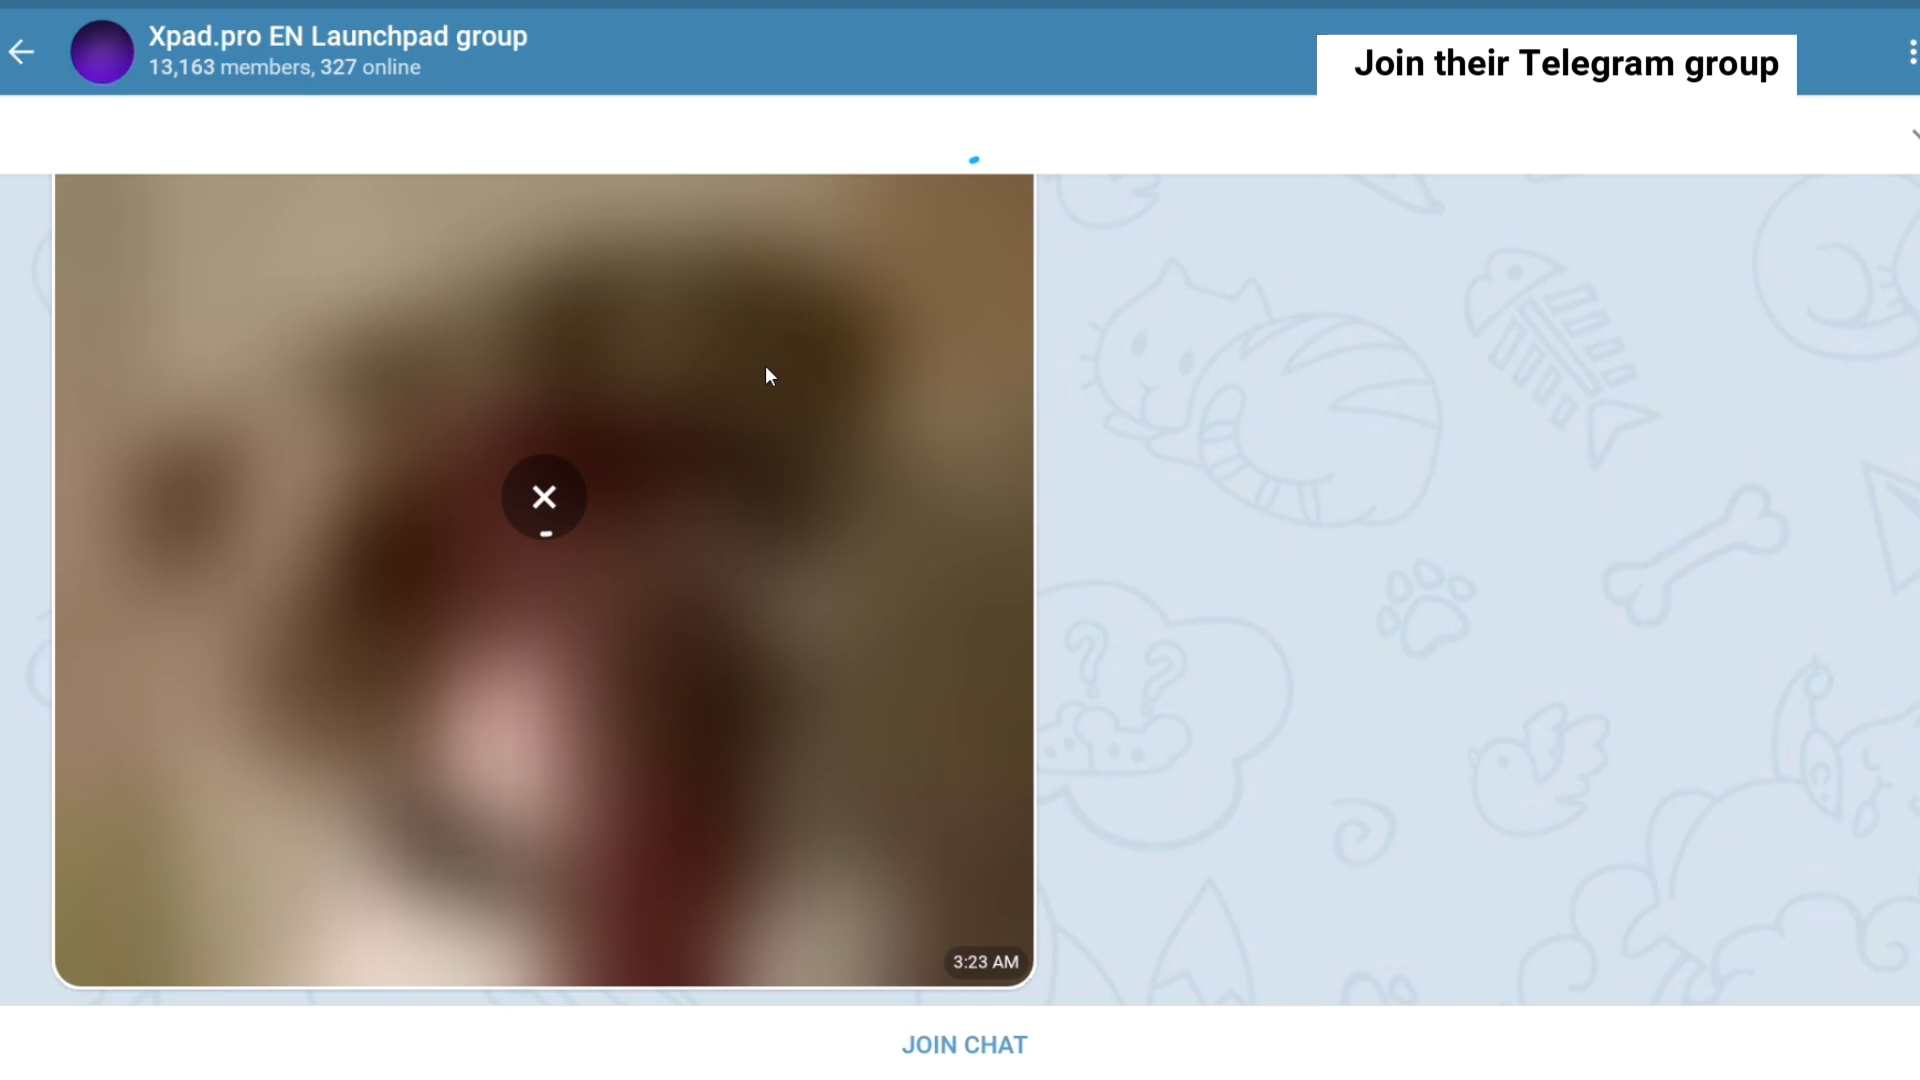 Xpad.pro EN Launchpad group
13,163 members, 327 online
Join their Telegram group
3:23 AM
JOIN CHAT